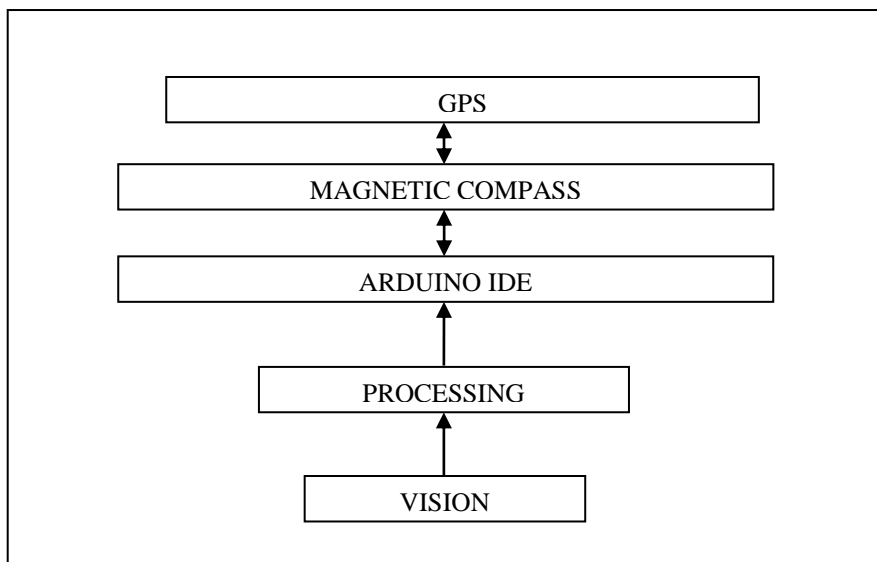 GPS
MAGNETIC COMPASS
ARDUINO IDE
PROCESSING
VISION